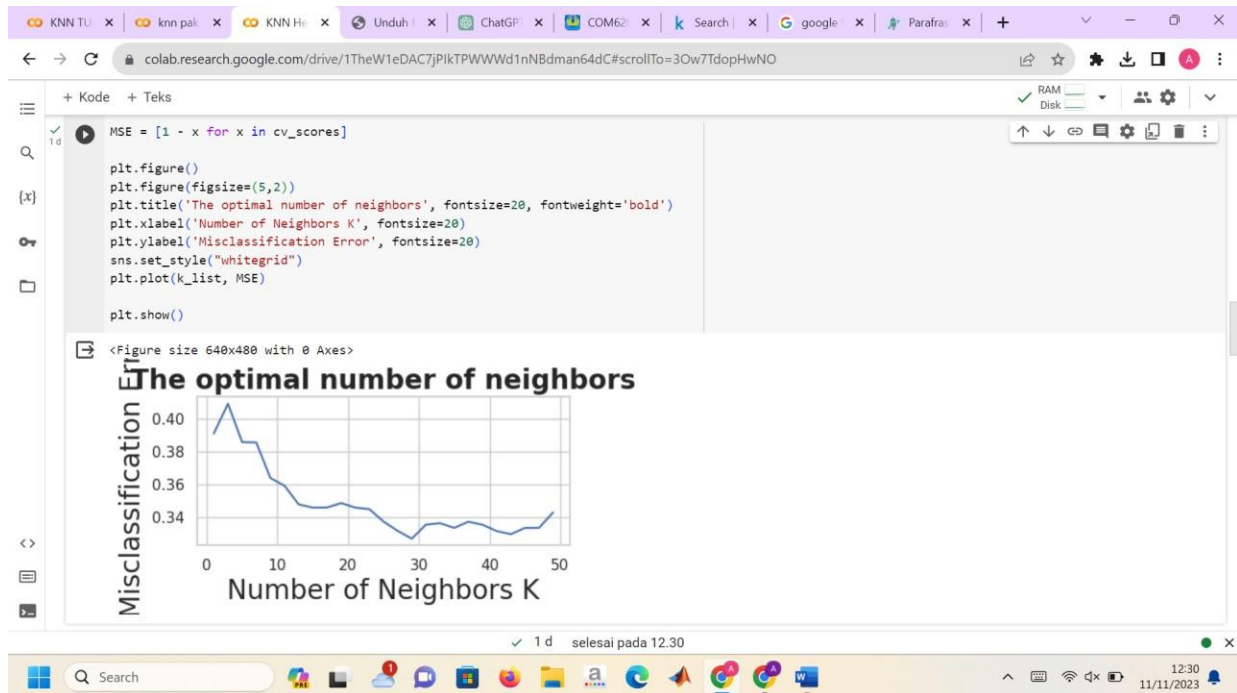 KNN TU
knn pak
KNN He
Unduh f
ChatGP
COM62
Search |
google
Parafras
colab.research.google.com/drive/1TheW1eDAC7jPIkTPWWWd1nNBdman64dC#scrollTo=3Ow7TdopHwNO
A
+ Kode + Teks
RAM
Disk
1 d
MSE = [1 - x for x in cv_scores]
plt.figure()
plt.figure(figsize=(5,2))
plt.title('The optimal number of neighbors', fontsize=20, fontweight='bold')
plt.xlabel('Number of Neighbors K', fontsize=20)
plt.ylabel('Misclassification Error', fontsize=20)
sns.set_style("whitegrid")
plt.plot(k_list, MSE)
plt.show()
{x}
<Figure size 640x480 with 0 Axes>
The optimal number of neighbors
Misclassification Err
0.40
0.38
0.36
0.34
0 10 20 30 40 50
Number of Neighbors K
1 d selesai pada 12.30
Search
PRE
1
a
W
12:30
11/11/2023